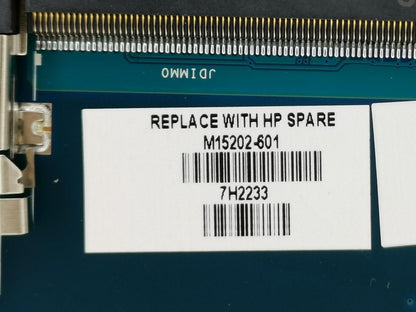 JDIMM0
REPLACE WITH HP SPARE
M15202-601
7H2233